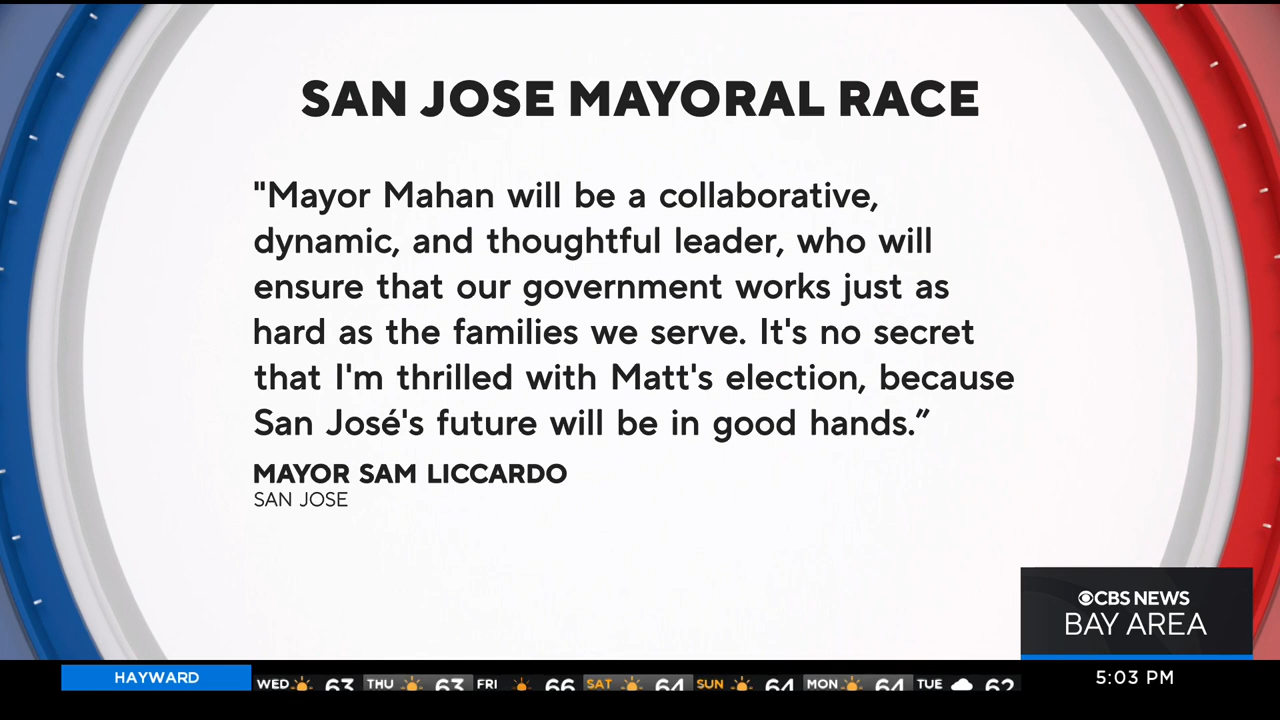 SAN JOSE MAYORAL RACE
"Mayor Mahan will be a collaborative,
dynamic, and thoughtful leader, who will
ensure that our government works just as
hard as the families we serve. It's no secret
that I'm thrilled with Matt's election, because
San José's future will be in good hands.”
MAYOR SAM LICCARDO
SAN JOSE
CBS NEWS
BAY AREA
HAYWARD WED 63 THU 63 FRI 66 SAT 64 SUN 64 MON 64 TUE 62 5:03 PM